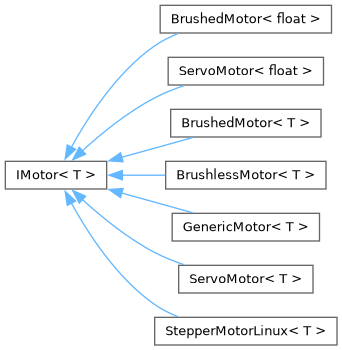 BrushedMotor< float >
ServoMotor< float >
BrushedMotor< T >
IMotor< T >
BrushlessMotor< T >
GenericMotor< T >
ServoMotor< T >
StepperMotorLinux< T >